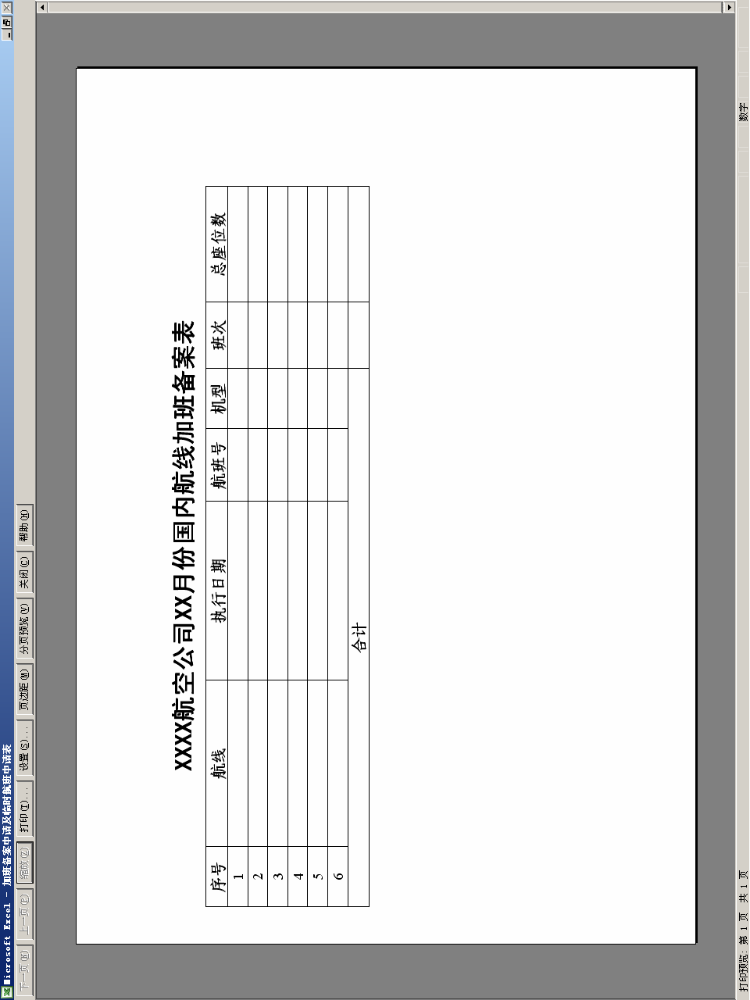 Microsoft Excel - 加班备案申请及临时航班申请表
下一页(N) 上一页(P) 缩放(Z) 打印(T)... 设置(S)... 页边距(M) 分页预览(V) 关闭(C) 帮助(H)
XXXX航空公司XX月份国内航线加班备案表
序号 航线 执行日期 航班号 机型 班次 总座位数
1
2
3
4
5
6
合计
打印预览: 第 1 页 共 1 页 数字